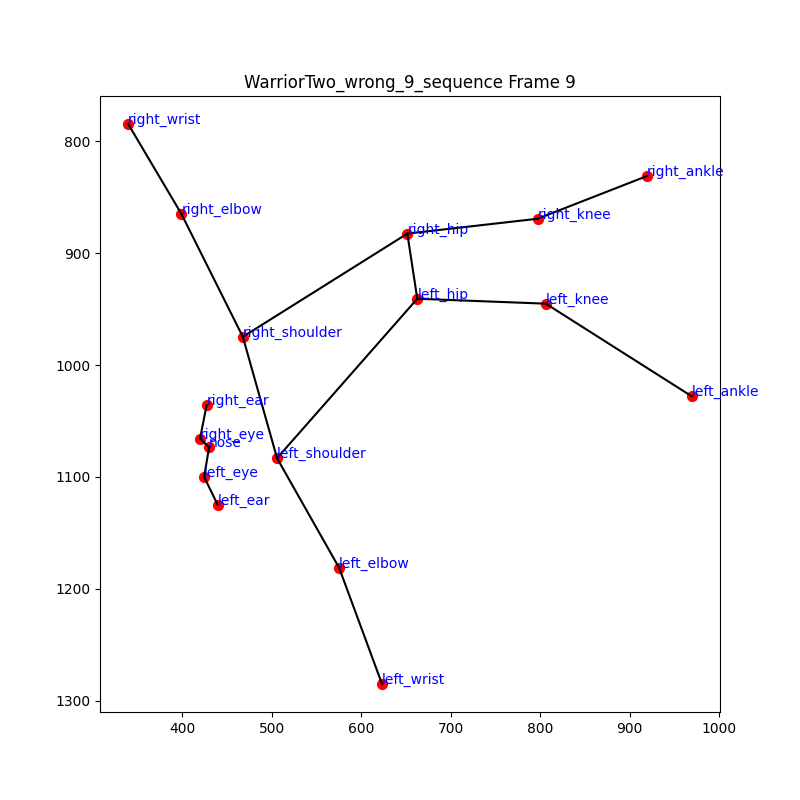 WarriorTwo_wrong_9_sequence Frame 9
right_wrist
right_ankle
right_elbow
right_knee
right_hip
left_hip
left_knee
right_shoulder
left_ankle
right_ear
right_eye
nose
left_shoulder
left_eye
left_ear
left_elbow
left_wrist
800
900
1000
1100
1200
1300
400
500
600
700
800
900
1000